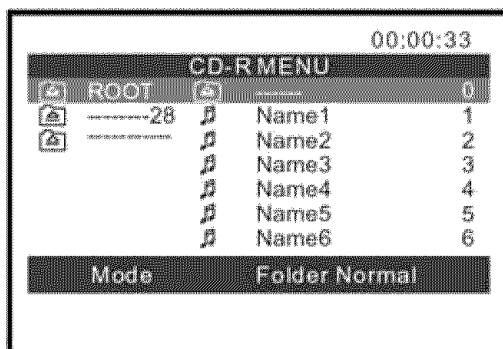 00:00:33
CD-R MENU
ROOT ------ 0
------28 Name1 1
---------- Name2 2
Name3 3
Name4 4
Name5 5
Name6 6
Mode Folder Normal